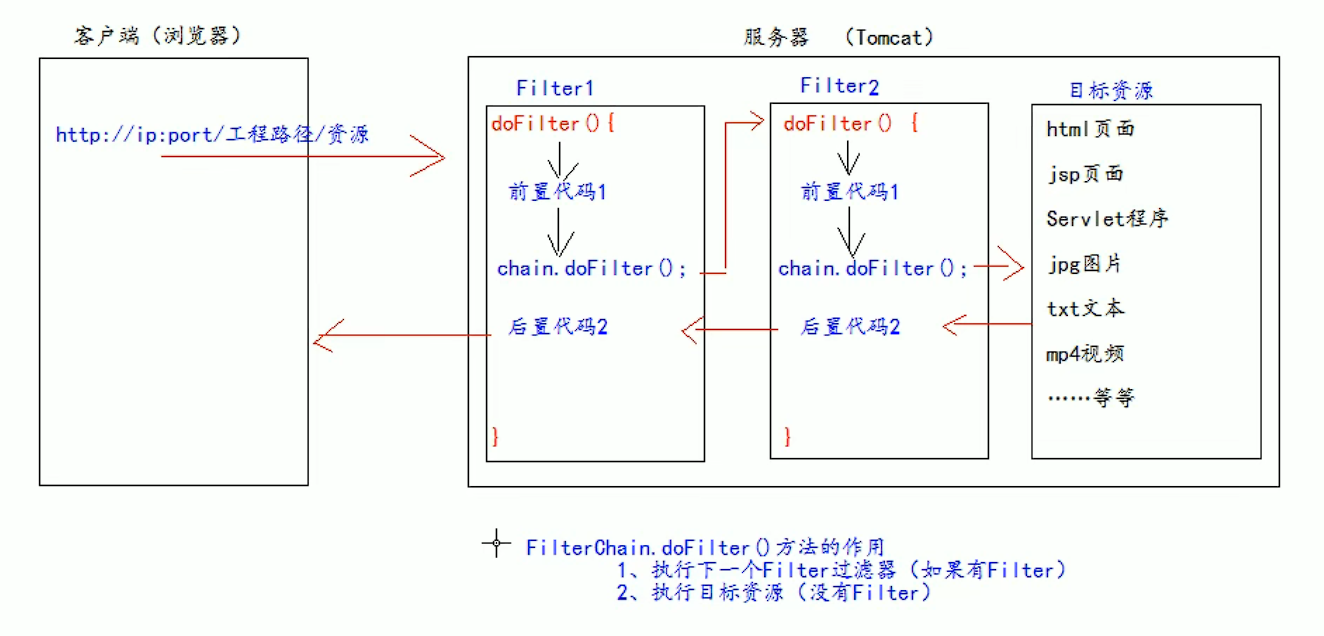 客户端（浏览器）
服务器 （Tomcat）
http://ip:port/工程路径/资源
Filter1
doFilter(){
前置代码1
chain.doFilter();
后置代码2
}
Filter2
doFilter() {
前置代码1
chain.doFilter();
后置代码2
}
目标资源
html页面
jsp页面
Servlet程序
jpg图片
txt文本
mp4视频
……等等
FilterChain.doFilter()方法的作用
1、执行下一个Filter过滤器（如果有Filter）
2、执行目标资源（没有Filter）